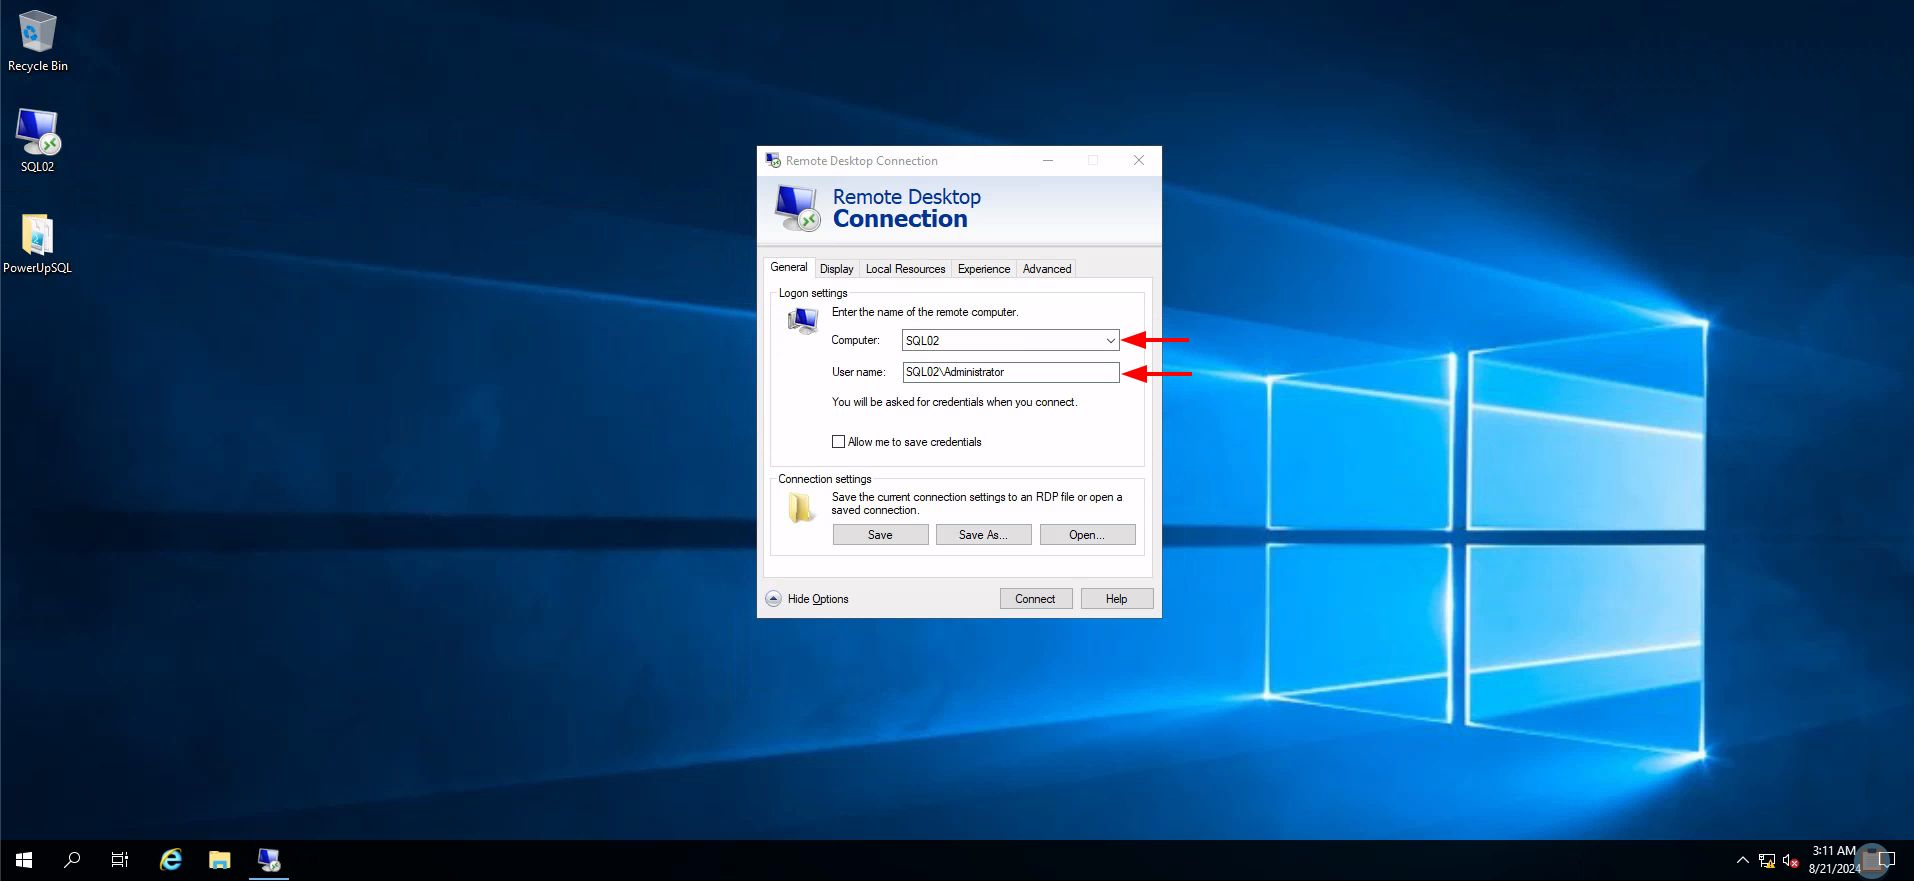 Recycle Bin
SQL02
PowerUpSQL
Remote Desktop Connection
Remote Desktop
Connection
General Display Local Resources Experience Advanced
Logon settings
Enter the name of the remote computer.
Computer: SQL02
User name: SQL02\Administrator
You will be asked for credentials when you connect.
Allow me to save credentials
Connection settings
Save the current connection settings to an RDP file or open a
saved connection.
Save Save As... Open...
Hide Options Connect Help
3:11 AM
8/21/2024